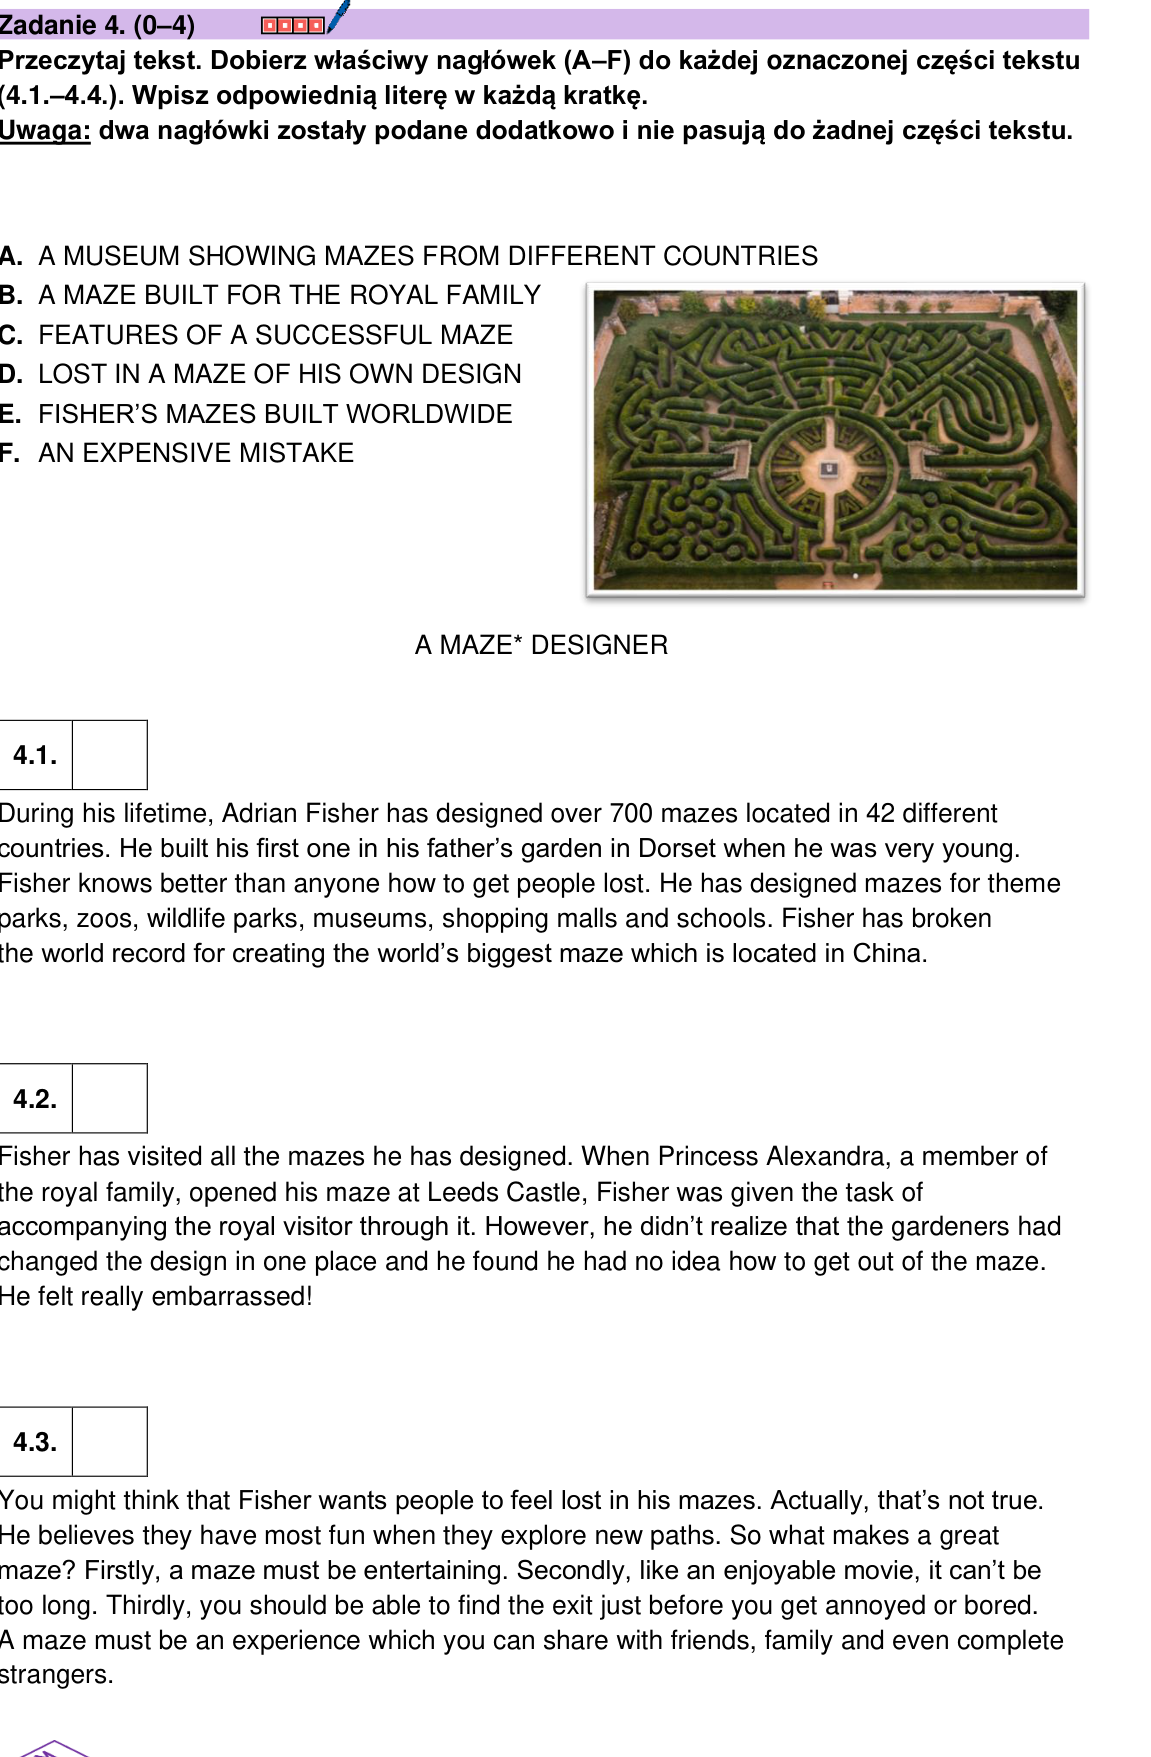 Zadanie 4. (0–4)
Przeczytaj tekst. Dobierz właściwy nagłówek (A–F) do każdej oznaczonej części tekstu
(4.1.–4.4.). Wpisz odpowiednią literę w każdą kratkę.
Uwaga: dwa nagłówki zostały podane dodatkowo i nie pasują do żadnej części tekstu.
A. A MUSEUM SHOWING MAZES FROM DIFFERENT COUNTRIES
B. A MAZE BUILT FOR THE ROYAL FAMILY
C. FEATURES OF A SUCCESSFUL MAZE
D. LOST IN A MAZE OF HIS OWN DESIGN
E. FISHER’S MAZES BUILT WORLDWIDE
F. AN EXPENSIVE MISTAKE
A MAZE* DESIGNER
4.1.
During his lifetime, Adrian Fisher has designed over 700 mazes located in 42 different
countries. He built his first one in his father’s garden in Dorset when he was very young.
Fisher knows better than anyone how to get people lost. He has designed mazes for theme
parks, zoos, wildlife parks, museums, shopping malls and schools. Fisher has broken
the world record for creating the world’s biggest maze which is located in China.
4.2.
Fisher has visited all the mazes he has designed. When Princess Alexandra, a member of
the royal family, opened his maze at Leeds Castle, Fisher was given the task of
accompanying the royal visitor through it. However, he didn’t realize that the gardeners had
changed the design in one place and he found he had no idea how to get out of the maze.
He felt really embarrassed!
4.3.
You might think that Fisher wants people to feel lost in his mazes. Actually, that’s not true.
He believes they have most fun when they explore new paths. So what makes a great
maze? Firstly, a maze must be entertaining. Secondly, like an enjoyable movie, it can’t be
too long. Thirdly, you should be able to find the exit just before you get annoyed or bored.
A maze must be an experience which you can share with friends, family and even complete
strangers.